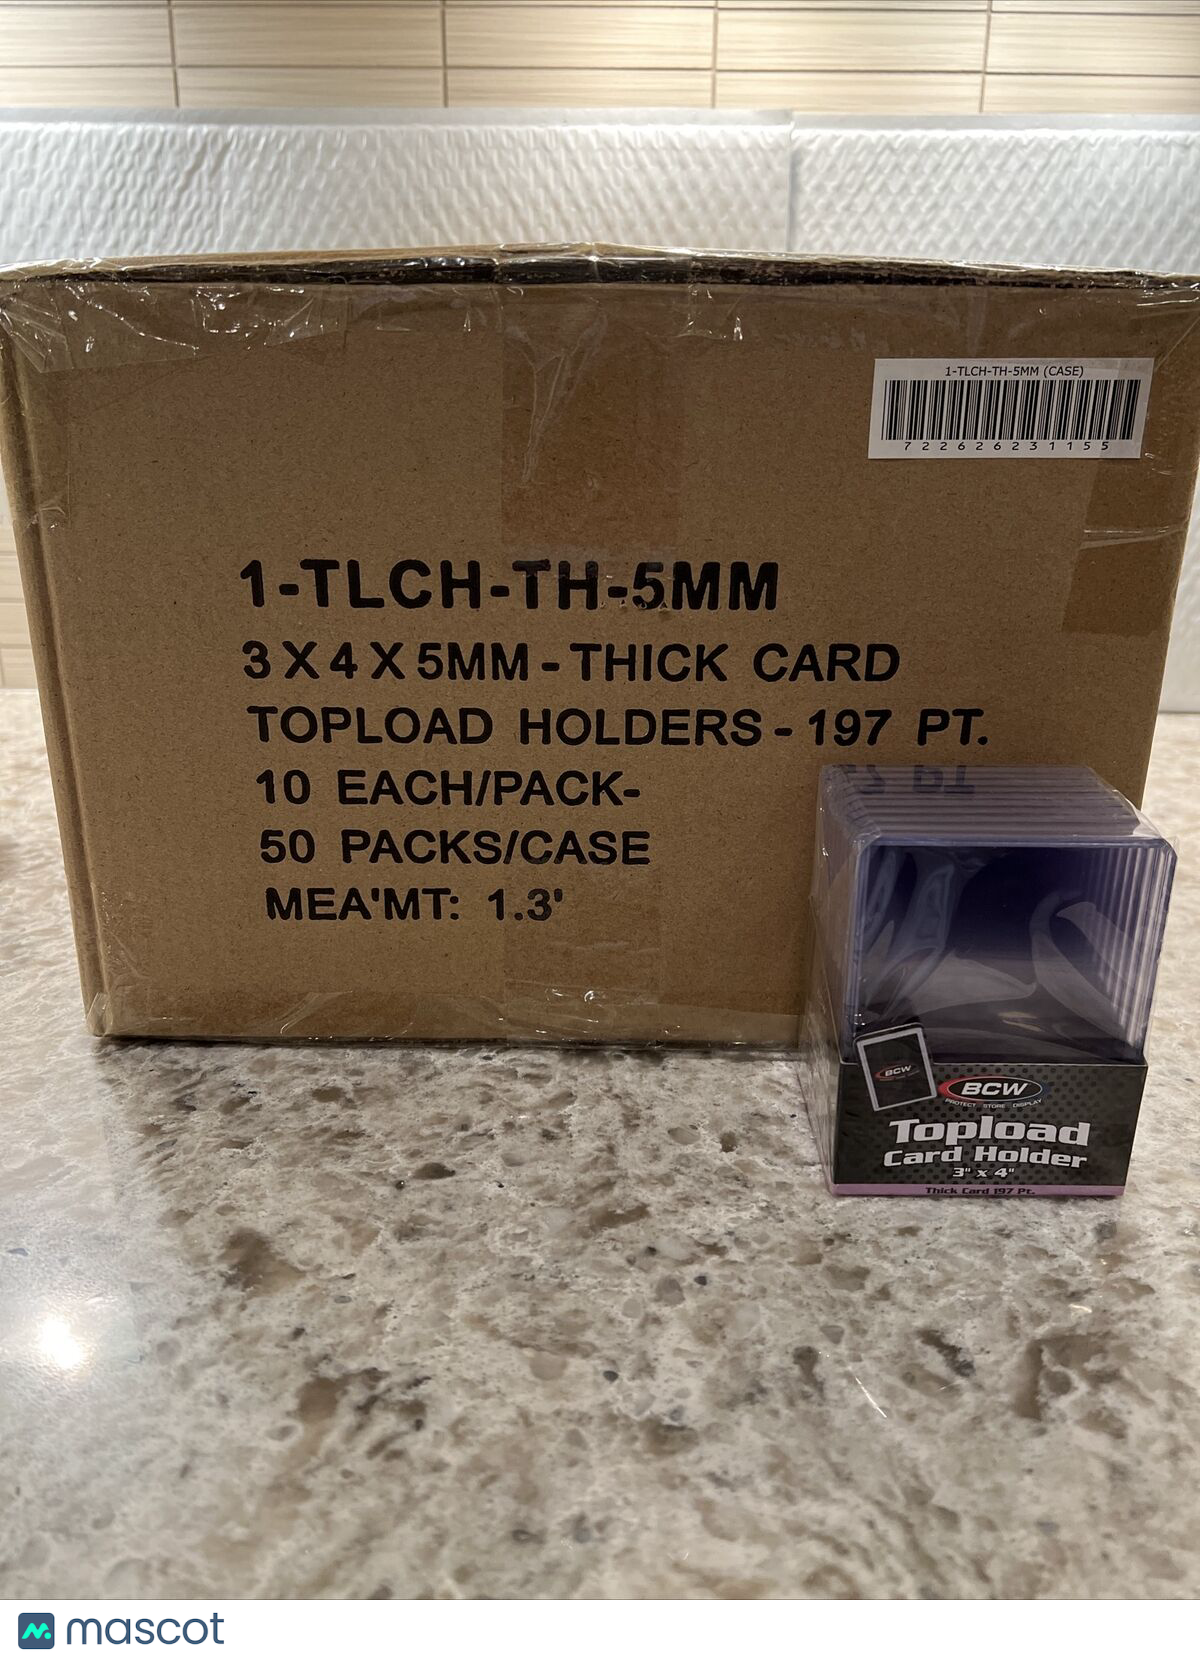 1-TLCH-TH-5MM (CASE)
722626231155
1-TLCH-TH-5MM
3 X 4 X 5MM - THICK CARD
TOPLOAD HOLDERS - 197 PT.
10 EACH/PACK-
50 PACKS/CASE
MEA'MT: 1.3'
BCW
BCW
PROTECT STORE DISPLAY
Topload
Card Holder
3" x 4"
Thick Card 197 Pt.
mascot